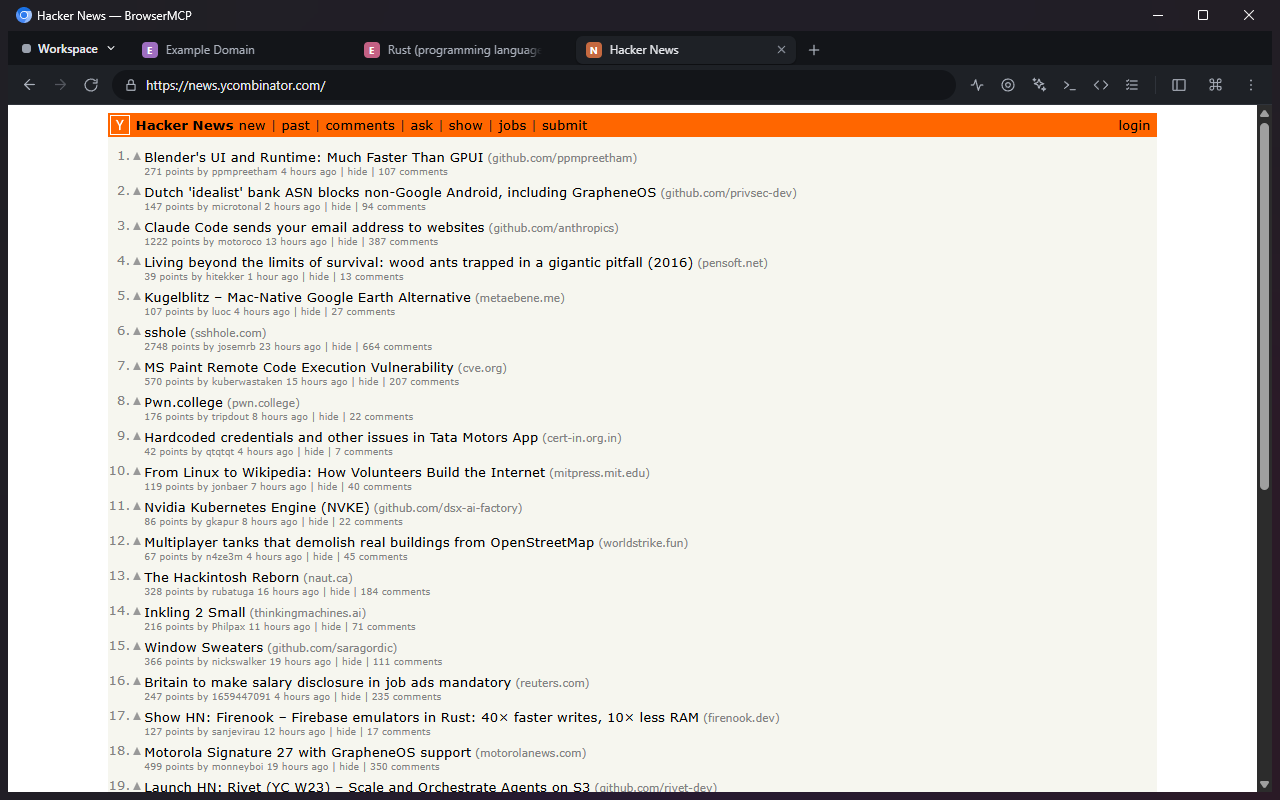 Hacker News — BrowserMCP
Workspace
E Example Domain
E Rust (programming language
N Hacker News
https://news.ycombinator.com/
Y Hacker News new | past | comments | ask | show | jobs | submit login
1. Blender's UI and Runtime: Much Faster Than GPUI (github.com/ppmpreetham)
271 points by ppmpreetham 4 hours ago | hide | 107 comments
2. Dutch 'idealist' bank ASN blocks non-Google Android, including GrapheneOS (github.com/privsec-dev)
147 points by microtonal 2 hours ago | hide | 94 comments
3. Claude Code sends your email address to websites (github.com/anthropics)
1222 points by motoroco 13 hours ago | hide | 387 comments
4. Living beyond the limits of survival: wood ants trapped in a gigantic pitfall (2016) (pensoft.net)
39 points by hitekker 1 hour ago | hide | 13 comments
5. Kugelblitz – Mac-Native Google Earth Alternative (metaebene.me)
107 points by luoc 4 hours ago | hide | 27 comments
6. sshole (sshhole.com)
2748 points by josemrb 23 hours ago | hide | 664 comments
7. MS Paint Remote Code Execution Vulnerability (cve.org)
570 points by kuberwastaken 15 hours ago | hide | 207 comments
8. Pwn.college (pwn.college)
176 points by tripdout 8 hours ago | hide | 22 comments
9. Hardcoded credentials and other issues in Tata Motors App (cert-in.org.in)
42 points by qtqtqt 4 hours ago | hide | 7 comments
10. From Linux to Wikipedia: How Volunteers Build the Internet (mitpress.mit.edu)
119 points by jonbaer 7 hours ago | hide | 40 comments
11. Nvidia Kubernetes Engine (NVKE) (github.com/dsx-ai-factory)
86 points by gkapur 8 hours ago | hide | 22 comments
12. Multiplayer tanks that demolish real buildings from OpenStreetMap (worldstrike.fun)
67 points by n4ze3m 4 hours ago | hide | 45 comments
13. The Hackintosh Reborn (naut.ca)
328 points by rubatuga 16 hours ago | hide | 184 comments
14. Inkling 2 Small (thinkingmachines.ai)
216 points by Philpax 11 hours ago | hide | 71 comments
15. Window Sweaters (github.com/saragordic)
366 points by nickswalker 19 hours ago | hide | 111 comments
16. Britain to make salary disclosure in job ads mandatory (reuters.com)
247 points by 1659447091 4 hours ago | hide | 235 comments
17. Show HN: Firenook – Firebase emulators in Rust: 40× faster writes, 10× less RAM (firenook.dev)
127 points by sanjevirau 12 hours ago | hide | 17 comments
18. Motorola Signature 27 with GrapheneOS support (motorolanews.com)
499 points by monneyboi 19 hours ago | hide | 350 comments
19. Launch HN: Rivet (YC W23) – Scale and Orchestrate Agents on S3 (github.com/rivet-dev)